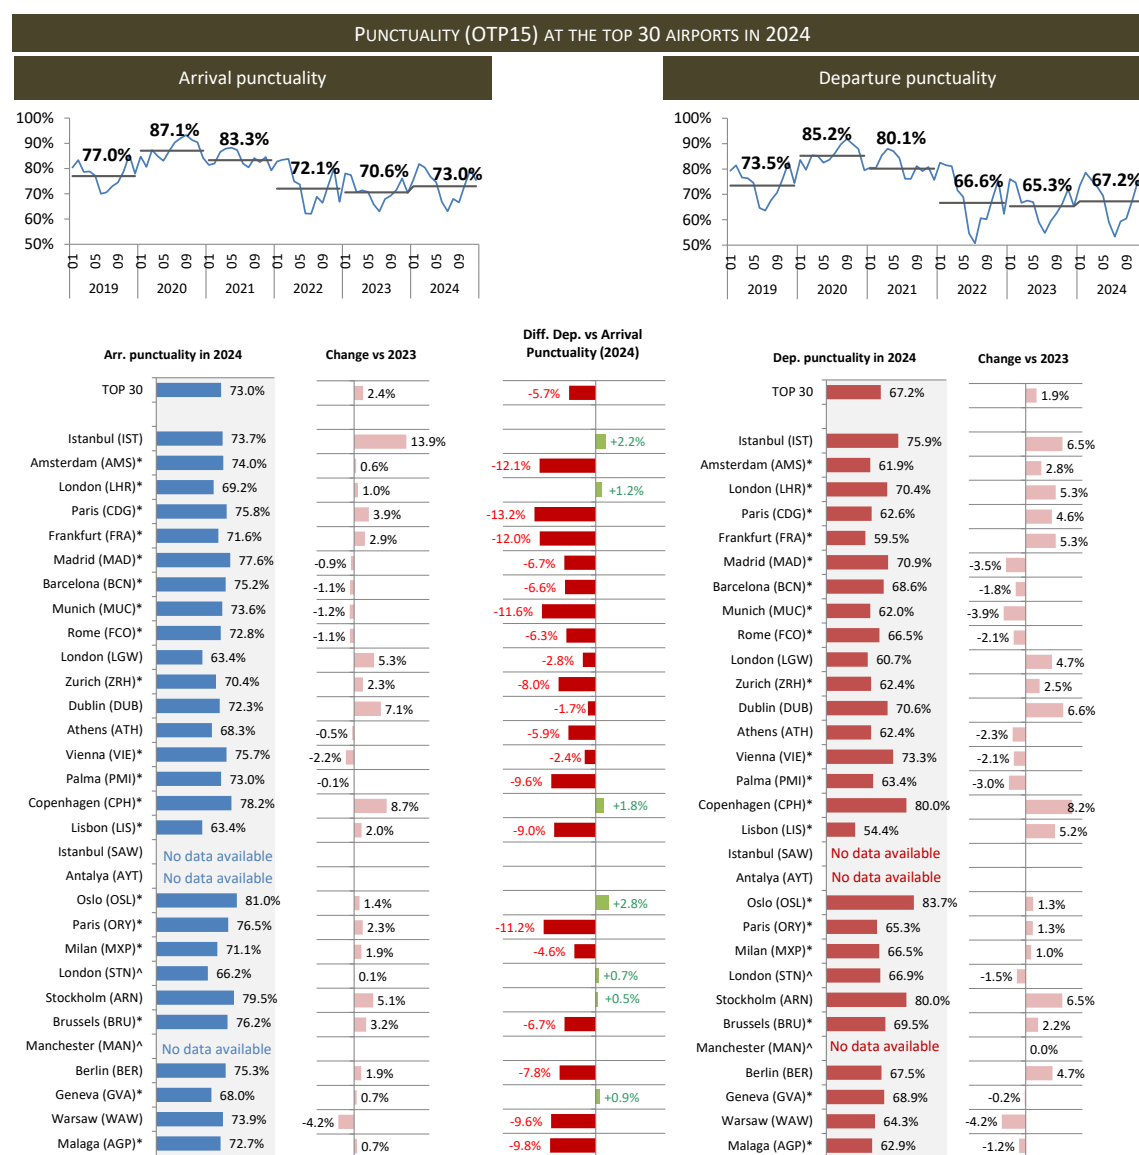 PUNCTUALITY (OTP15) AT THE TOP 30 AIRPORTS IN 2024
Arrival punctuality
Departure punctuality
100%
90%
80%
70%
60%
50%
77.0%
87.1%
83.3%
72.1%
70.6%
73.0%
01 05 09 01 05 09 01 05 09 01 05 09 01 05 09 01 05 09
2019 2020 2021 2022 2023 2024
100%
90%
80%
70%
60%
50%
73.5%
85.2%
80.1%
66.6%
65.3%
67.2%
01 05 09 01 05 09 01 05 09 01 05 09 01 05 09 01 05 09
2019 2020 2021 2022 2023 2024
Diff. Dep. vs Arrival
Punctuality (2024)
Arr. punctuality in 2024 Change vs 2023 Dep. punctuality in 2024 Change vs 2023
TOP 30 73.0% 2.4% -5.7% TOP 30 67.2% 1.9%
Istanbul (IST) 73.7% 13.9% +2.2% Istanbul (IST) 75.9% 6.5%
Amsterdam (AMS)* 74.0% 0.6% -12.1% Amsterdam (AMS)* 61.9% 2.8%
London (LHR)* 69.2% 1.0% +1.2% London (LHR)* 70.4% 5.3%
Paris (CDG)* 75.8% 3.9% -13.2% Paris (CDG)* 62.6% 4.6%
Frankfurt (FRA)* 71.6% 2.9% -12.0% Frankfurt (FRA)* 59.5% 5.3%
Madrid (MAD)* 77.6% -0.9% -6.7% Madrid (MAD)* 70.9% -3.5%
Barcelona (BCN)* 75.2% -1.1% -6.6% Barcelona (BCN)* 68.6% -1.8%
Munich (MUC)* 73.6% -1.2% -11.6% Munich (MUC)* 62.0% -3.9%
Rome (FCO)* 72.8% -1.1% -6.3% Rome (FCO)* 66.5% -2.1%
London (LGW) 63.4% 5.3% -2.8% London (LGW) 60.7% 4.7%
Zurich (ZRH)* 70.4% 2.3% -8.0% Zurich (ZRH)* 62.4% 2.5%
Dublin (DUB) 72.3% 7.1% -1.7% Dublin (DUB) 70.6% 6.6%
Athens (ATH) 68.3% -0.5% -5.9% Athens (ATH) 62.4% -2.3%
Vienna (VIE)* 75.7% -2.2% -2.4% Vienna (VIE)* 73.3% -2.1%
Palma (PMI)* 73.0% -0.1% -9.6% Palma (PMI)* 63.4% -3.0%
Copenhagen (CPH)* 78.2% 8.7% +1.8% Copenhagen (CPH)* 80.0% 8.2%
Lisbon (LIS)* 63.4% 2.0% -9.0% Lisbon (LIS)* 54.4% 5.2%
Istanbul (SAW) No data available Istanbul (SAW) No data available
Antalya (AYT) No data available Antalya (AYT) No data available
Oslo (OSL)* 81.0% 1.4% +2.8% Oslo (OSL)* 83.7% 1.3%
Paris (ORY)* 76.5% 2.3% -11.2% Paris (ORY)* 65.3% 1.3%
Milan (MXP)* 71.1% 1.9% -4.6% Milan (MXP)* 66.5% 1.0%
London (STN)^ 66.2% 0.1% +0.7% London (STN)^ 66.9% -1.5%
Stockholm (ARN) 79.5% 5.1% +0.5% Stockholm (ARN) 80.0% 6.5%
Brussels (BRU)* 76.2% 3.2% -6.7% Brussels (BRU)* 69.5% 2.2%
Manchester (MAN)^ No data available Manchester (MAN)^ No data available 0.0%
Berlin (BER) 75.3% 1.9% -7.8% Berlin (BER) 67.5% 4.7%
Geneva (GVA)* 68.0% 0.7% +0.9% Geneva (GVA)* 68.9% -0.2%
Warsaw (WAW) 73.9% -4.2% -9.6% Warsaw (WAW) 64.3% -4.2%
Malaga (AGP)* 72.7% 0.7% -9.8% Malaga (AGP)* 62.9% -1.2%